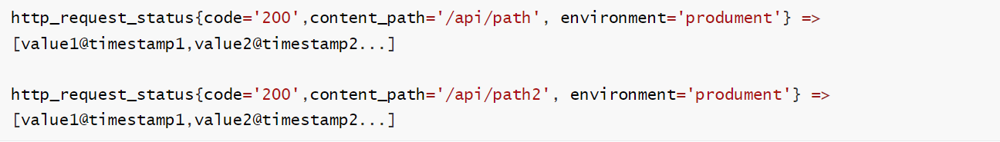 http_request_status{code='200',content_path='/api/path', environment='produment'} =>
[value1@timestamp1,value2@timestamp2...]
http_request_status{code='200',content_path='/api/path2', environment='produment'} =>
[value1@timestamp1,value2@timestamp2...]